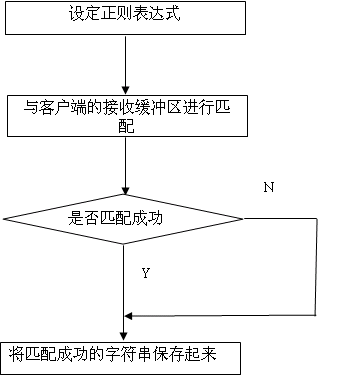 设定正则表达式
与客户端的接收缓冲区进行匹
配
N
是否匹配成功
Y
将匹配成功的字符串保存起来